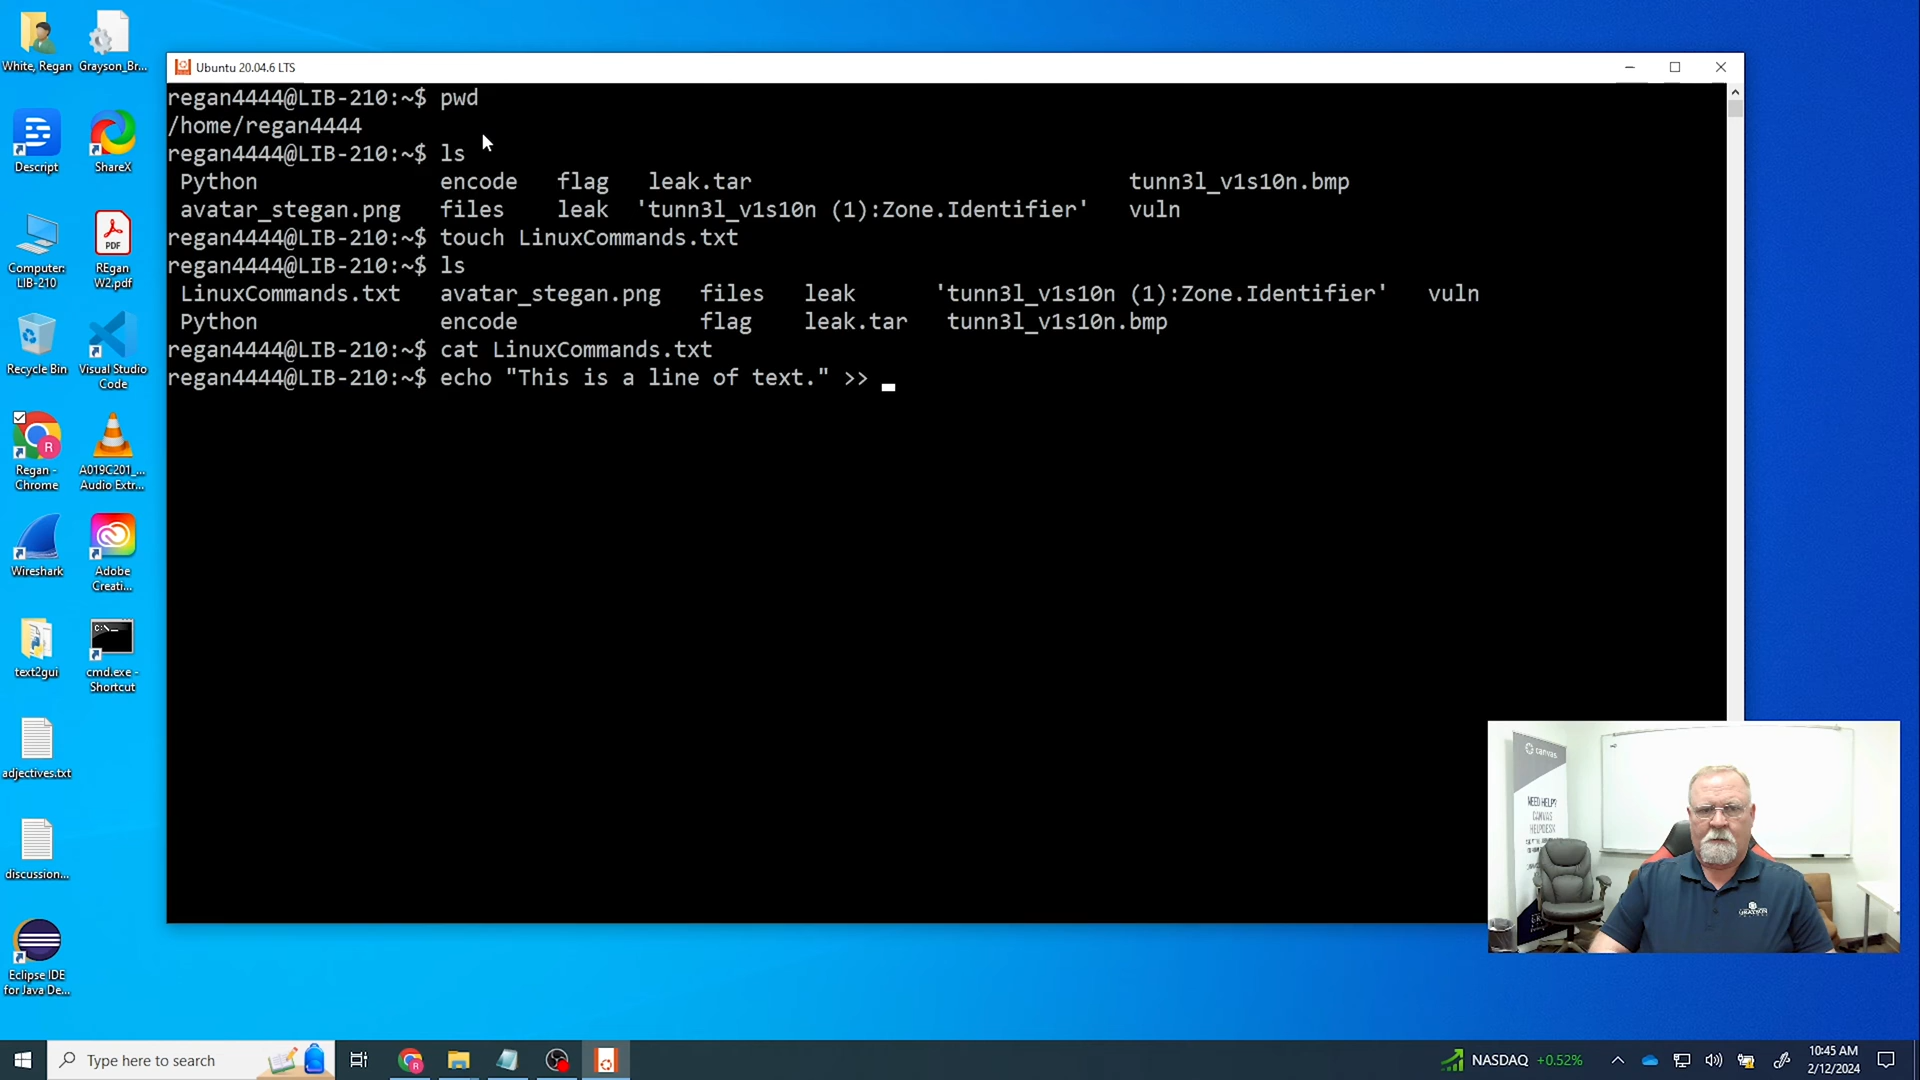 White, Regan
Grayson_Br...
Descript
ShareX
Computer:
LIB-210
REgan
W2.pdf
PDF
Recycle Bin
Visual Studio
Code
Regan -
Chrome
R
A019C201_...
Audio Extr...
Wireshark
Adobe
Creati...
text2gui
cmd.exe -
Shortcut
adjectives.txt
discussion...
Eclipse IDE
for Java De...
Ubuntu 20.04.6 LTS
regan4444@LIB-210:~$ pwd
/home/regan4444
regan4444@LIB-210:~$ ls
Python encode flag leak.tar tunn3l_v1s10n.bmp
avatar_stegan.png files leak 'tunn3l_v1s10n (1):Zone.Identifier' vuln
regan4444@LIB-210:~$ touch LinuxCommands.txt
regan4444@LIB-210:~$ ls
LinuxCommands.txt avatar_stegan.png files leak 'tunn3l_v1s10n (1):Zone.Identifier' vuln
Python encode flag leak.tar tunn3l_v1s10n.bmp
regan4444@LIB-210:~$ cat LinuxCommands.txt
regan4444@LIB-210:~$ echo "This is a line of text." >>
canvas
NEED HELP?
CANVAS
HELPDESK
Type here to search
NASDAQ +0.52%
10:45 AM
2/12/2024